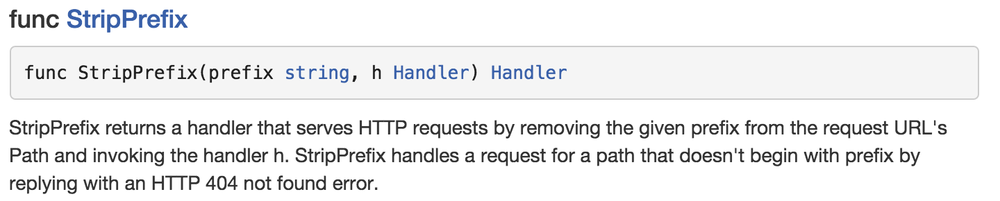 func StripPrefix
func StripPrefix(prefix string, h Handler) Handler
StripPrefix returns a handler that serves HTTP requests by removing the given prefix from the request URL's
Path and invoking the handler h. StripPrefix handles a request for a path that doesn't begin with prefix by
replying with an HTTP 404 not found error.